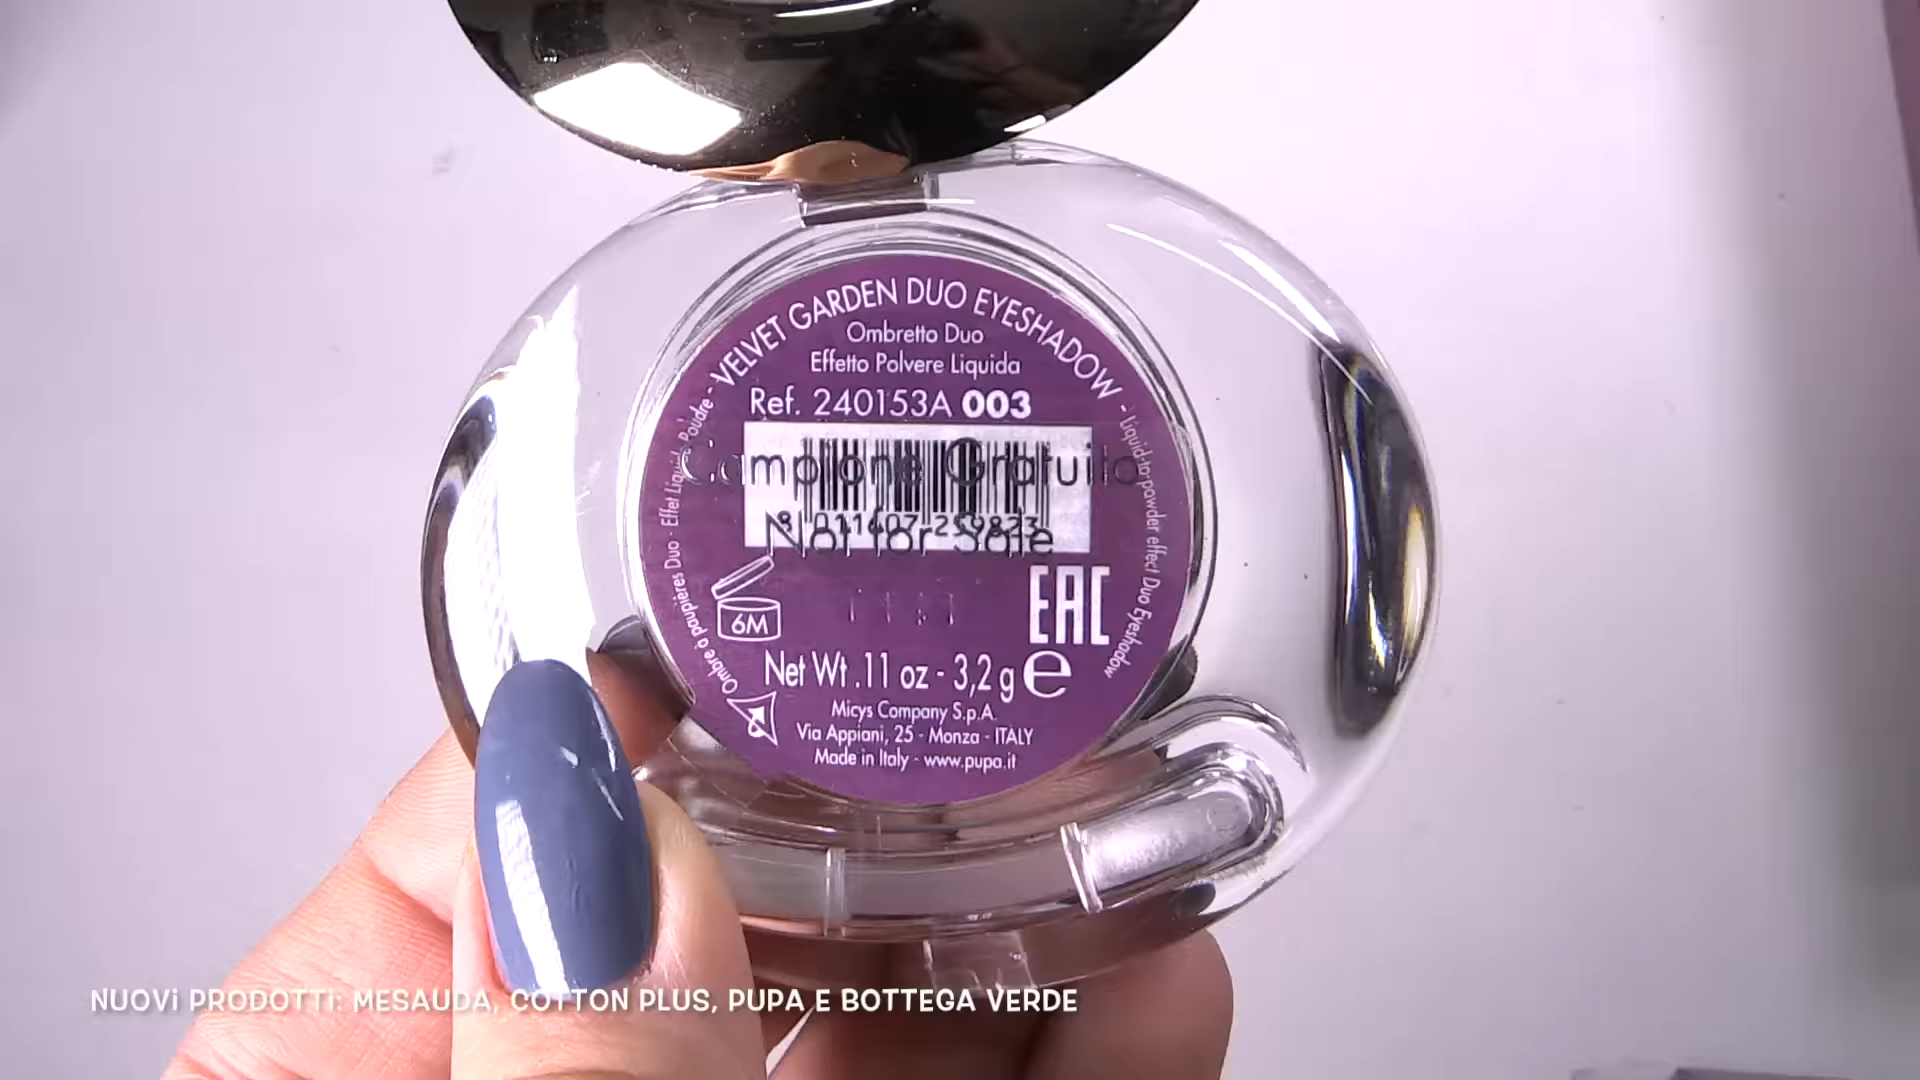 - VELVET GARDEN DUO EYESHADOW -
Ombretto Duo
Effetto Polvere Liquida
Ref. 240153A 003
Campione Gratuito
Not for Sale
6M
EAC
Net Wt .11 oz - 3,2 g e
Micys Company S.p.A.
Via Appiani, 25 - Monza - ITALY
Made in Italy - www.pupa.it
Ombre à paupières Duo - Effet Liquide Poudre
Liquid-to-powder effect Duo Eyeshadow
NUOVI PRODOTTI: MESAUDA, COTTON PLUS, PUPA E BOTTEGA VERDE